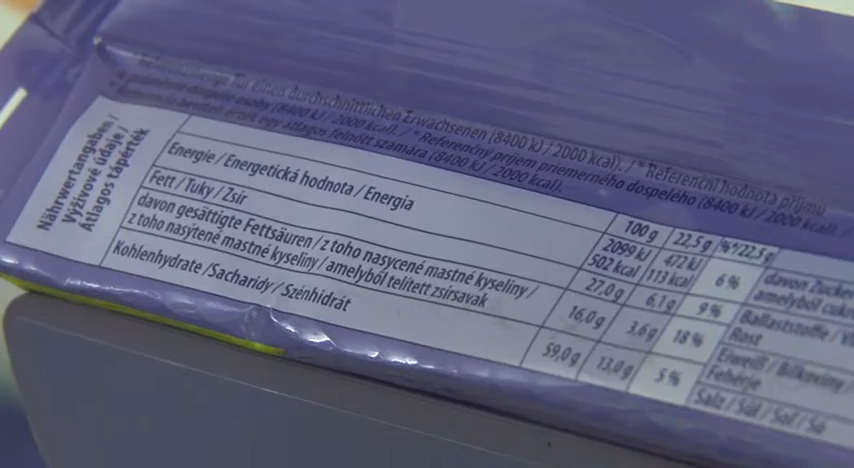 für einen durchschnittlichen Erwachsenen (8400 kJ / 2000 kcal). / *Referenční hodnota příjmu
osoby (8400 kJ / 2000 kcal). / *Referenčný príjem priemerného dospelého (8400 kJ / 2000 kcal). /
egy átlagos felnőtt számára (8400 kJ / 2000 kcal).
Nährwertangaben /
Výživové údaje /
Átlagos tápérték
100 g 22,5 g %*/22,5g
Energie / Energetická hodnota / Energia 2099 kJ 472 kJ
502 kcal 113 kcal 6%
Fett / Tuky / Zsír 27,0 g 6,1 g 9%
davon gesättigte Fettsäuren / z toho nasycené mastné kyseliny /
z toho nasýtené mastné kyseliny / amelyből telített zsírsavak 16,0 g 3,6 g 18%
Kohlenhydrate / Sacharidy / Szénhidrát 59,0 g 13,0 g 5%
davon Zucker
amelyből
Ballaststoffe /
Rost
Eiweiß / Bílkoviny /
Fehérje
Salz / Sůl / Soľ / Só